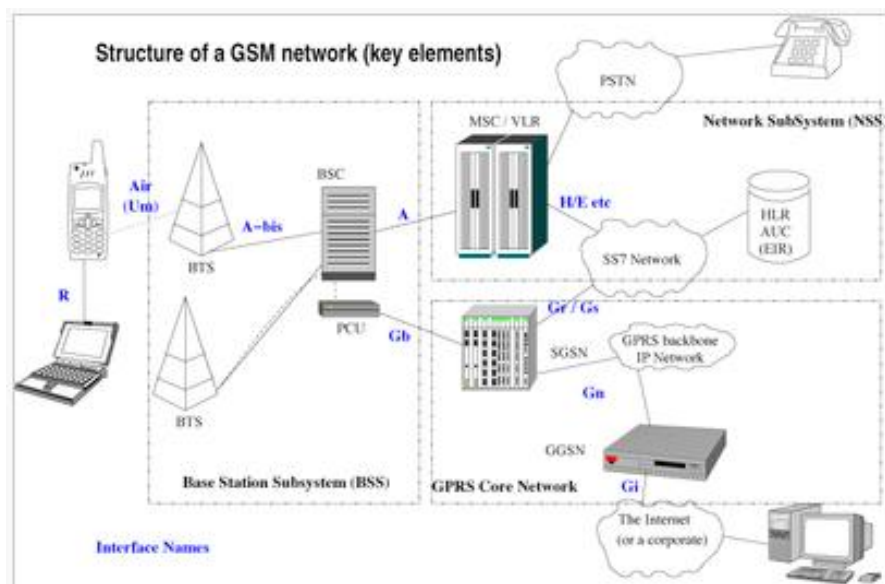 Structure of a GSM network (key elements)
PSTN
MSC / VLR
Network SubSystem (NSS)
BSC
Air
(Um)
A-bis
A
H/E etc
HLR
AUC
(EIR)
BTS
SS7 Network
R
PCU
Gb
Gr / Gs
SGSN
GPRS backbone
IP Network
Gn
BTS
GGSN
Base Station Subsystem (BSS)
GPRS Core Network
Gi
The Internet
(or a corporate)
Interface Names